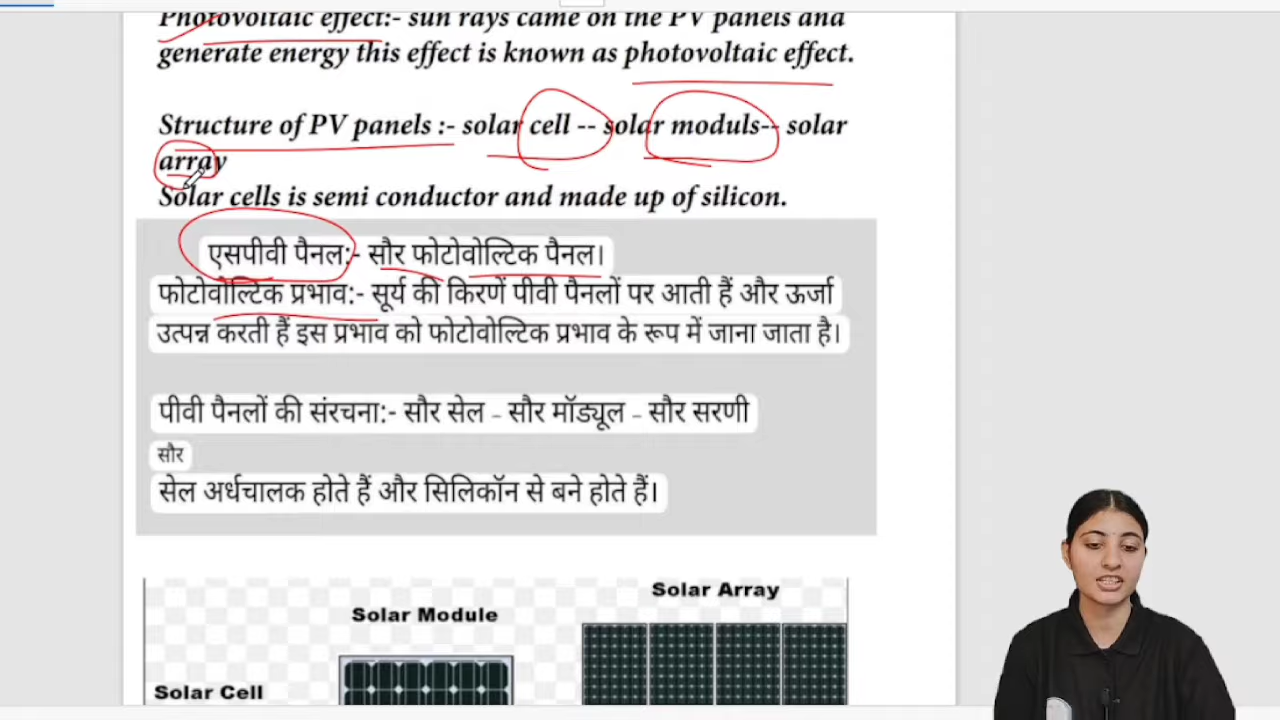 Photovoltaic effect:- sun rays came on the PV panels and
generate energy this effect is known as photovoltaic effect.
Structure of PV panels :- solar cell -- solar moduls-- solar
array
Solar cells is semi conductor and made up of silicon.
एसपीवी पैनल:- सौर फोटोवोल्टिक पैनल।
फोटोवोल्टिक प्रभाव:- सूर्य की किरणें पीवी पैनलों पर आती हैं और ऊर्जा
उत्पन्न करती हैं इस प्रभाव को फोटोवोल्टिक प्रभाव के रूप में जाना जाता है।
पीवी पैनलों की संरचना:- सौर सेल - सौर मॉड्यूल - सौर सरणी
सौर
सेल अर्धचालक होते हैं और सिलिकॉन से बने होते हैं।
Solar Array
Solar Module
Solar Cell